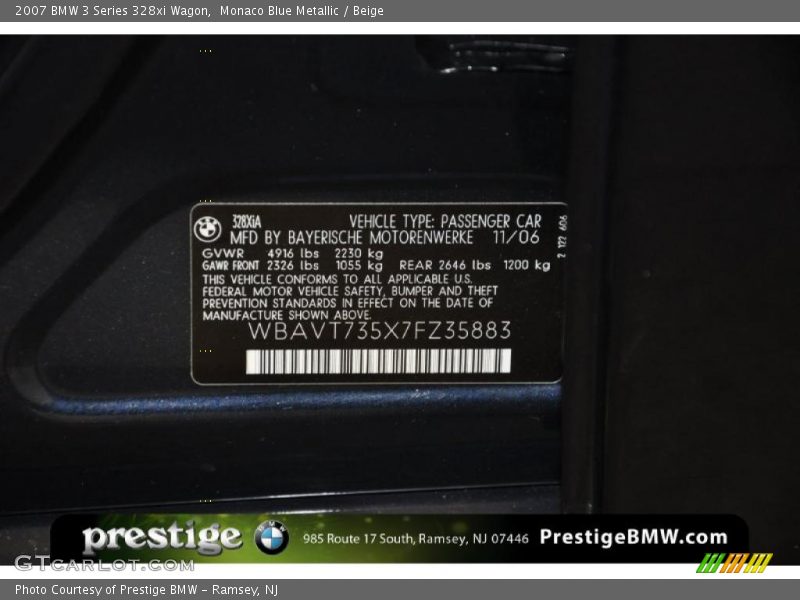 2007 BMW 3 Series 328xi Wagon,  Monaco Blue Metallic / Beige
328XiA VEHICLE TYPE: PASSENGER CAR
MFD BY BAYERISCHE MOTORENWERKE 11/06
GVWR 4916 lbs 2230 kg
GAWR FRONT 2326 lbs 1055 kg REAR 2646 lbs 1200 kg
THIS VEHICLE CONFORMS TO ALL APPLICABLE U.S.
FEDERAL MOTOR VEHICLE SAFETY, BUMPER AND THEFT
PREVENTION STANDARDS IN EFFECT ON THE DATE OF
MANUFACTURE SHOWN ABOVE.
WBAVT735X7FZ35883
2 122 606
prestige BMW 985 Route 17 South, Ramsey, NJ 07446 PrestigeBMW.com
GTCarLot.com
Photo Courtesy of Prestige BMW – Ramsey, NJ